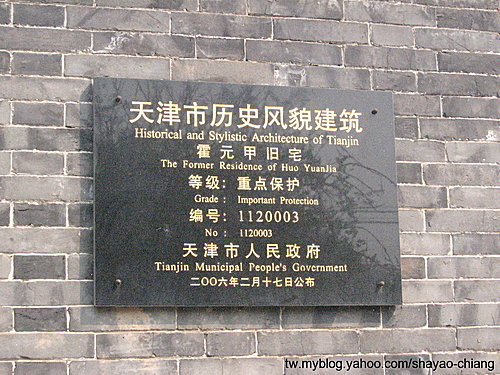 天津市历史风貌建筑
Historical and Stylistic Architecture of Tianjin
霍元甲旧宅
The Former Residence of Huo YuanJia
等级：重点保护
Grade : Important Protection
编号：1120003
No : 1120003
天津市人民政府
Tianjin Municipal People's Government
二〇〇六年二月十七日公布
tw.myblog.yahoo.com/shayao-chiang